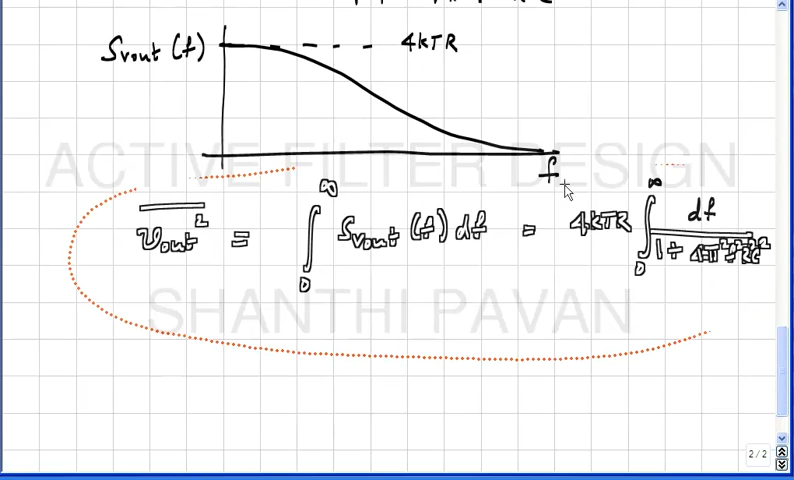 Svout (f) 4kTR
ACTIVE FILTER DESIGN
f
vout² = ∫₀^∞ Svout (f) df = 4kTR ∫₀^∞ df / 1 + 4π²f²R²C²
SHANTHI PAVAN
2 / 2